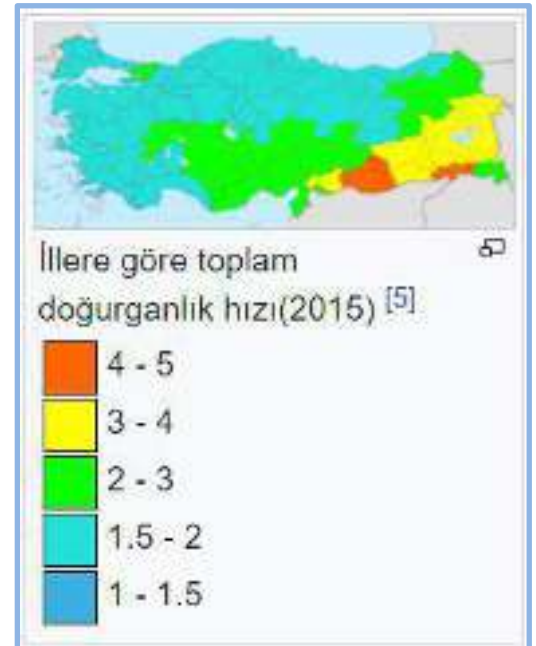 İllere göre toplam
doğurganlık hızı(2015) [5]
4 - 5
3 - 4
2 - 3
1.5 - 2
1 - 1.5